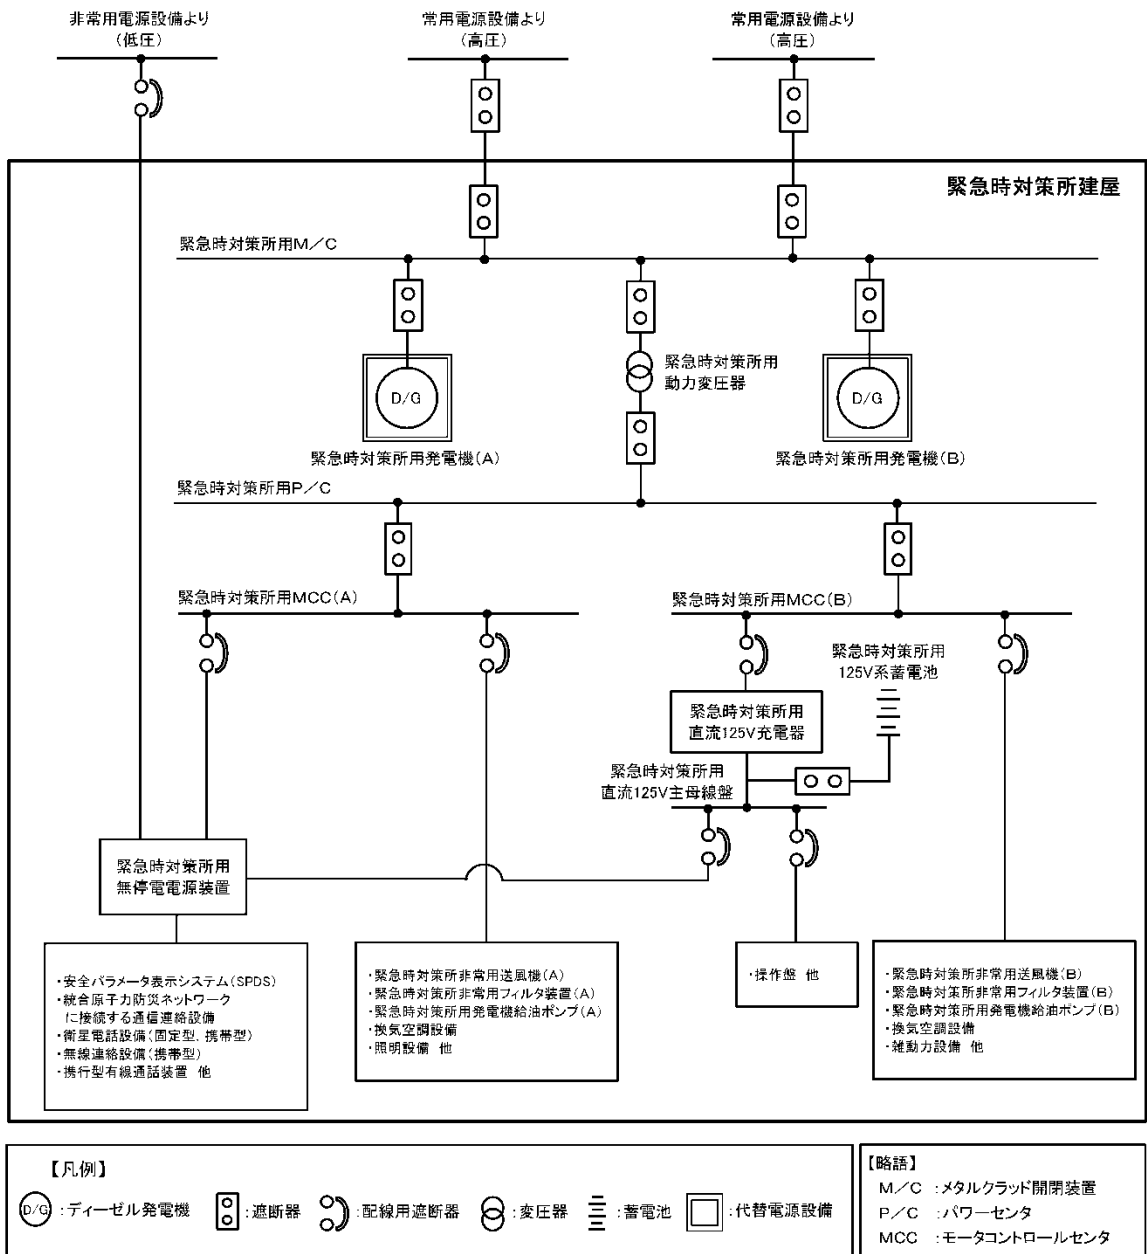 非常用電源設備より
(低圧)
常用電源設備より
(高圧)
常用電源設備より
(高圧)
緊急時対策所建屋
緊急時対策所用M／C
緊急時対策所用
動力変圧器
D/G
D/G
緊急時対策所用発電機(A)
緊急時対策所用発電機(B)
緊急時対策所用P／C
緊急時対策所用MCC(A)
緊急時対策所用MCC(B)
緊急時対策所用
125V系蓄電池
緊急時対策所用
直流125V充電器
緊急時対策所用
直流125V主母線盤
緊急時対策所用
無停電電源装置
・安全パラメータ表示システム(SPDS)
・統合原子力防災ネットワーク
に接続する通信連絡設備
・衛星電話設備(固定型、携帯型)
・無線連絡設備(携帯型)
・携行型有線通話装置 他
・緊急時対策所非常用送風機(A)
・緊急時対策所非常用フィルタ装置(A)
・緊急時対策所用発電機給油ポンプ(A)
・換気空調設備
・照明設備 他
・操作盤 他
・緊急時対策所非常用送風機(B)
・緊急時対策所非常用フィルタ装置(B)
・緊急時対策所用発電機給油ポンプ(B)
・換気空調設備
・雑動力設備 他
【凡例】
D/G :ディーゼル発電機 :遮断器 :配線用遮断器 :変圧器 :蓄電池 :代替電源設備
【略語】
M／C :メタルクラッド開閉装置
P／C :パワーセンタ
MCC :モータコントロールセンタ